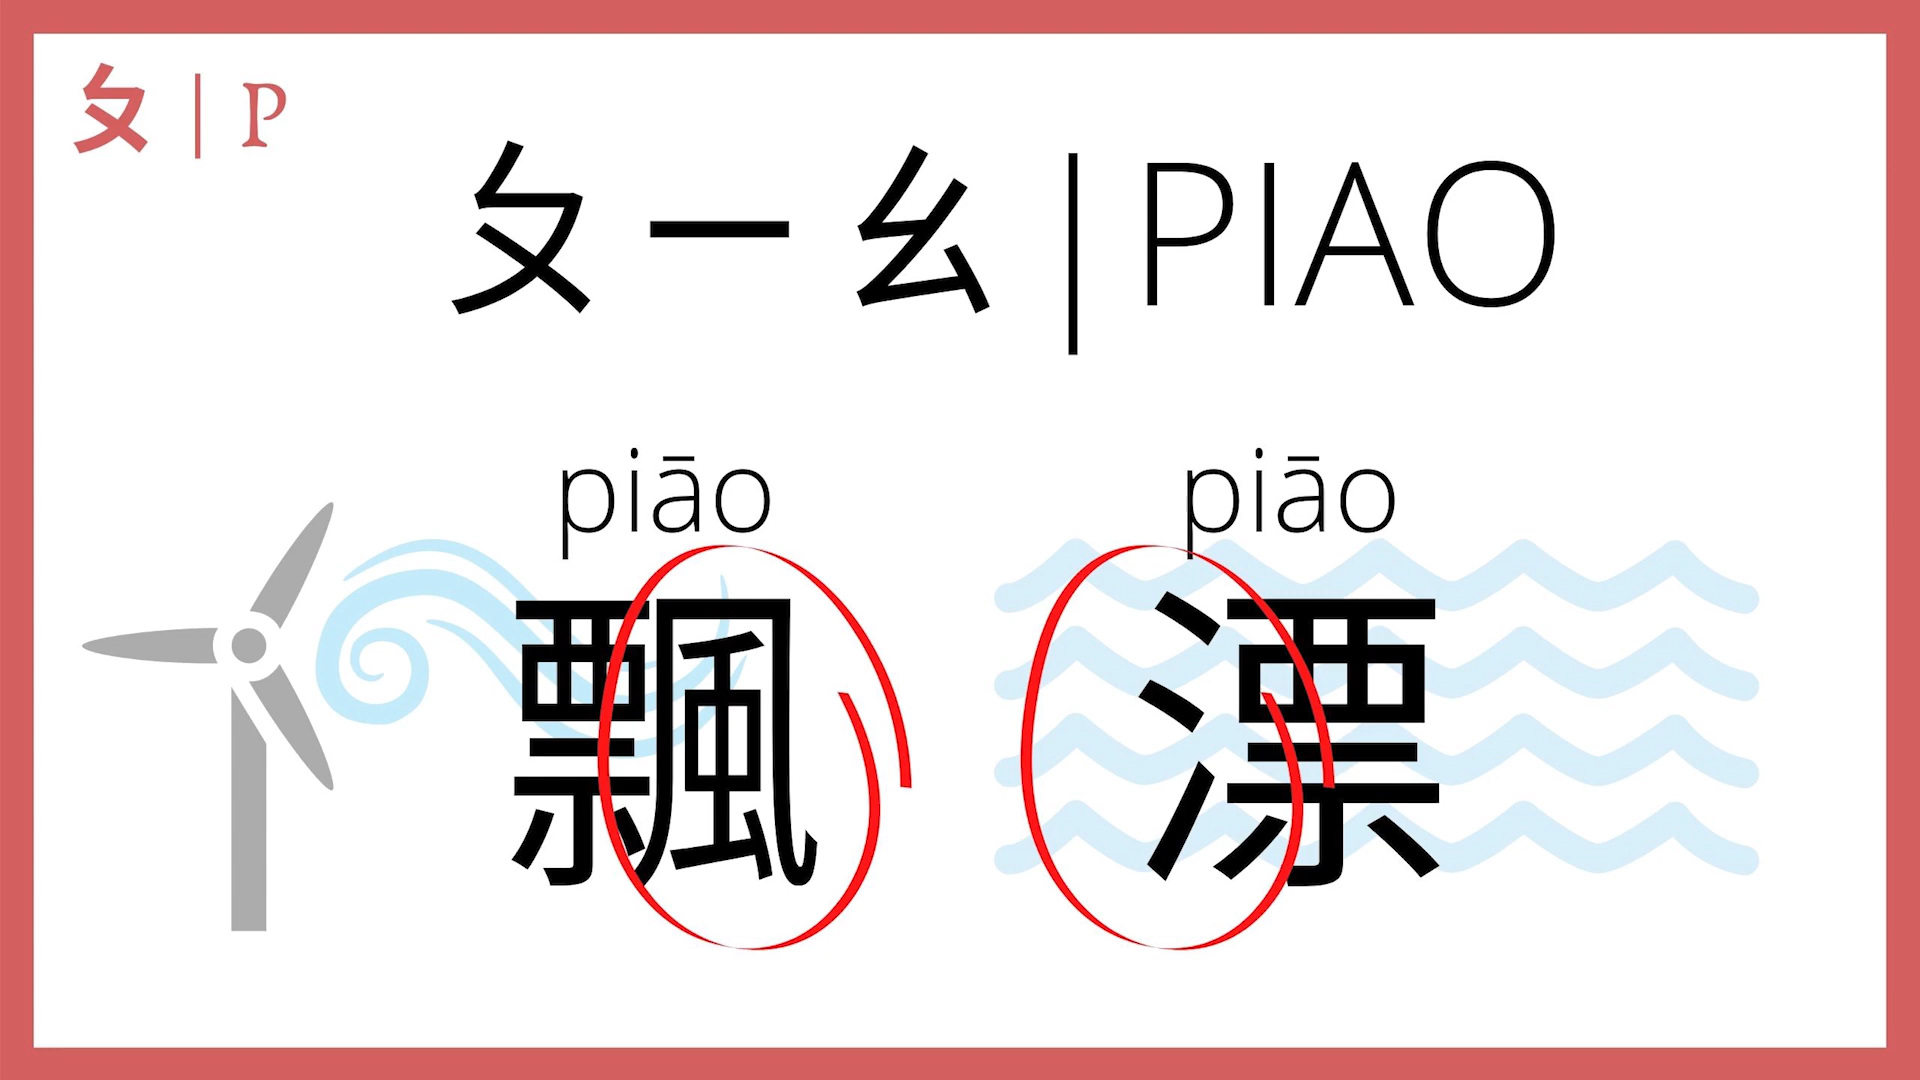 ㄆ | P
ㄆㄧㄠ | PIAO
piāo piāo
飄 漂